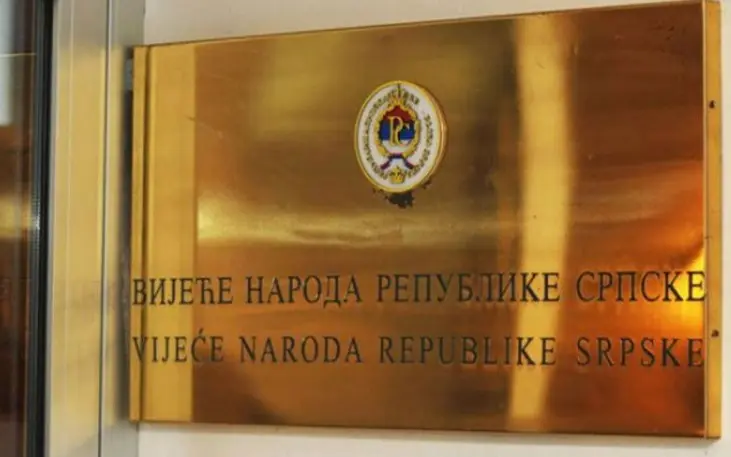 ВИЈЕЋЕ НАРОДА РЕПУБЛИКЕ СРПСКЕ
VIJEĆE NARODA REPUBLIKE SRPSKE